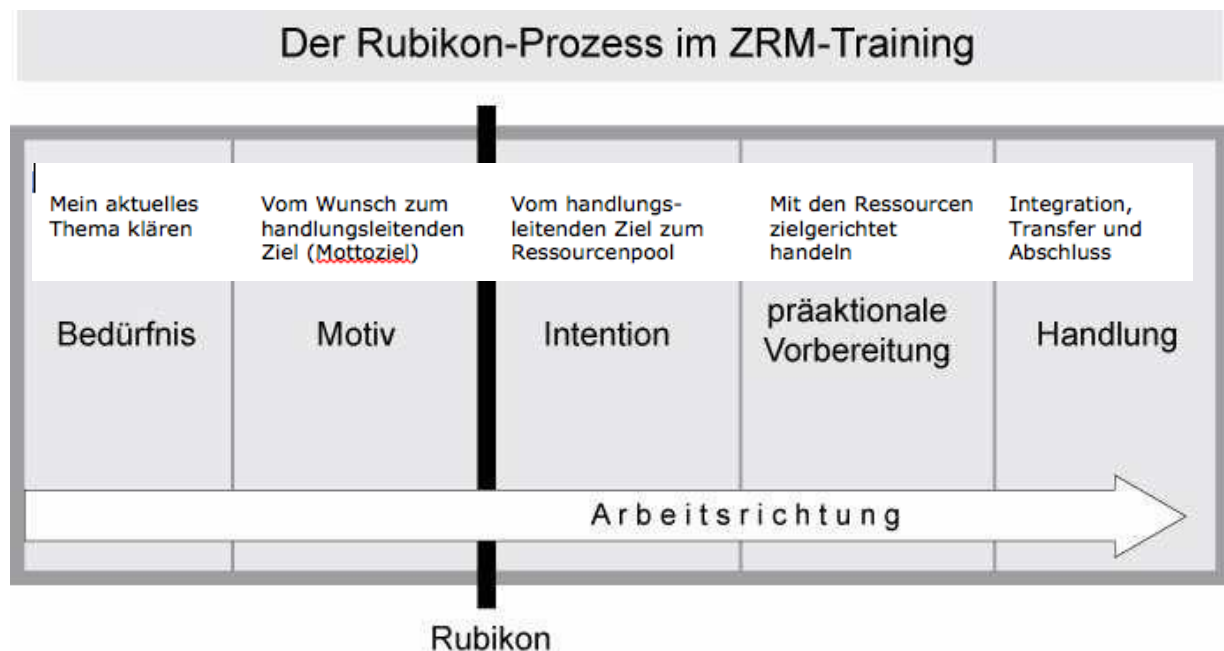 Der Rubikon-Prozess im ZRM-Training
Mein aktuelles
Thema klären
Vom Wunsch zum
handlungsleitenden
Ziel (Mottoziel)
Vom handlungs-
leitenden Ziel zum
Ressourcenpool
Mit den Ressourcen
zielgerichtet
handeln
Integration,
Transfer und
Abschluss
Bedürfnis
Motiv
Intention
präaktionale
Vorbereitung
Handlung
Arbeitsrichtung
Rubikon